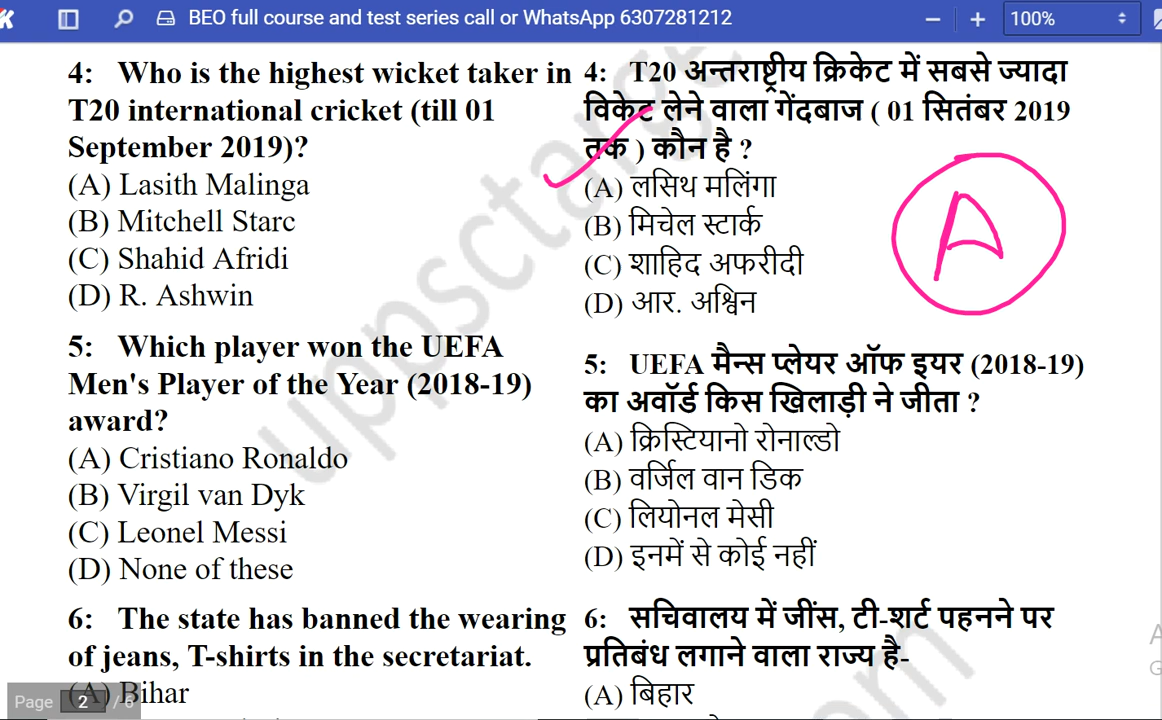 BEO full course and test series call or WhatsApp 6307281212
100%
4: Who is the highest wicket taker in
T20 international cricket (till 01
September 2019)?
(A) Lasith Malinga
(B) Mitchell Starc
(C) Shahid Afridi
(D) R. Ashwin
5: Which player won the UEFA
Men's Player of the Year (2018-19)
award?
(A) Cristiano Ronaldo
(B) Virgil van Dyk
(C) Leonel Messi
(D) None of these
6: The state has banned the wearing
of jeans, T-shirts in the secretariat.
(A) Bihar
4: T20 अन्तराष्ट्रीय क्रिकेट में सबसे ज्यादा
विकेट लेने वाला गेंदबाज ( 01 सितंबर 2019
तक ) कौन है ?
(A) लसिथ मलिंगा
(B) मिचेल स्टार्क
(C) शाहिद अफरीदी
(D) आर. अश्विन
A
5: UEFA मैन्स प्लेयर ऑफ इयर (2018-19)
का अवॉर्ड किस खिलाड़ी ने जीता ?
(A) क्रिस्टियानो रोनाल्डो
(B) वर्जिल वान डिक
(C) लियोनल मेसी
(D) इनमें से कोई नहीं
6: सचिवालय में जींस, टी-शर्ट पहनने पर
प्रतिबंध लगाने वाला राज्य है-
(A) बिहार
Page 2 / 6
uppsctarge
om